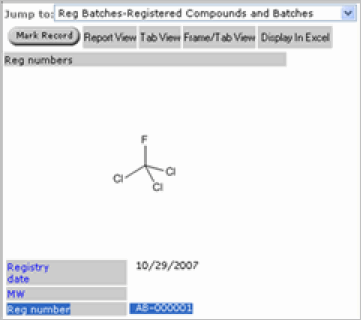 Jump to: Reg Batches-Registered Compounds and Batches
Mark Record Report View Tab View Frame/Tab View Display In Excel
Reg numbers
F
Cl Cl
Cl
Registry date 10/29/2007
MW
Reg number AB-000001